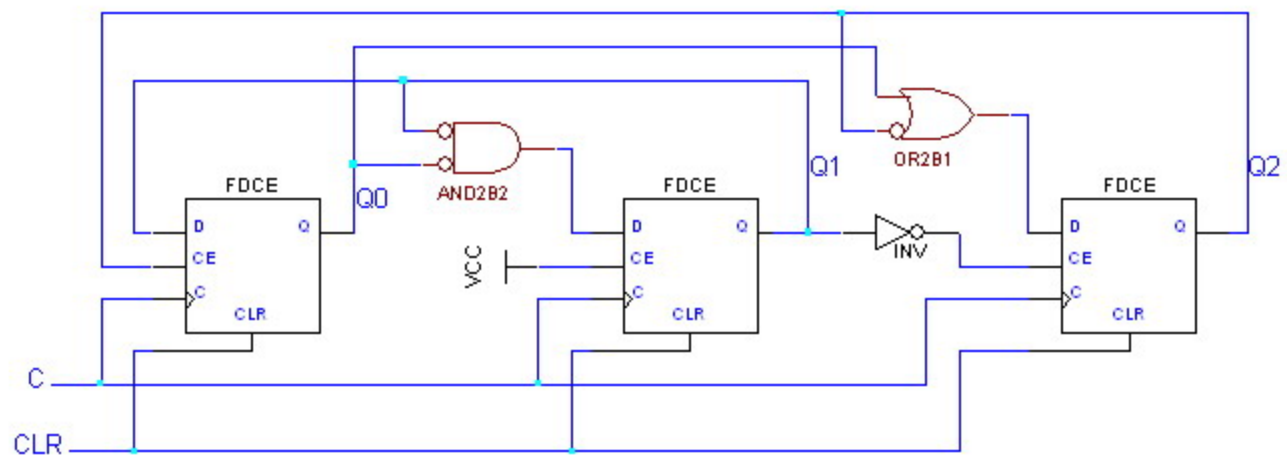 OR2B1
Q1
Q2
FDCE
Q0
AND2B2
FDCE
FDCE
D
Q
CE
C
CLR
VCC
D
Q
CE
C
CLR
INV
D
Q
CE
C
CLR
C
CLR